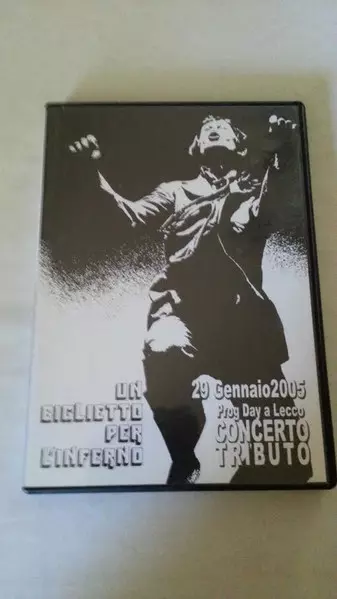 UN
BIGLIETTO
PER
L'INFERNO
29 Gennaio2005
Prog Day a Lecco
CONCERTO
TRIBUTO